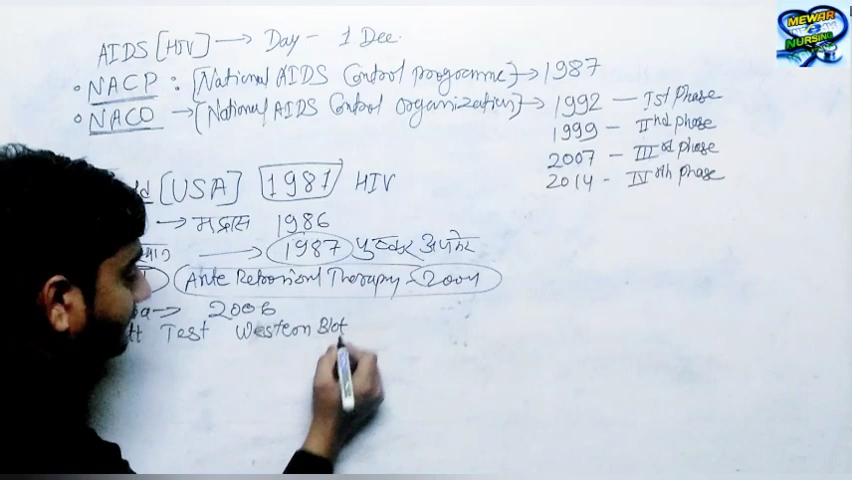 MEWAR
NURSING
AIDS [HIV] → Day - 1 Dec.
• NACP : [National AIDS Control programme] → 1987
• NACO → [National AIDS Control organization] → 1992 — Ist phase
1999 - IInd phase
2007 - IIIrd phase
2014 - IVth phase
[USA] 1981 HIV
→ मद्रास 1986
→ 1987 पुष्कर अजमेर
Ante Retroviral Therapy - 2004
→ 2006
Test Western Blot